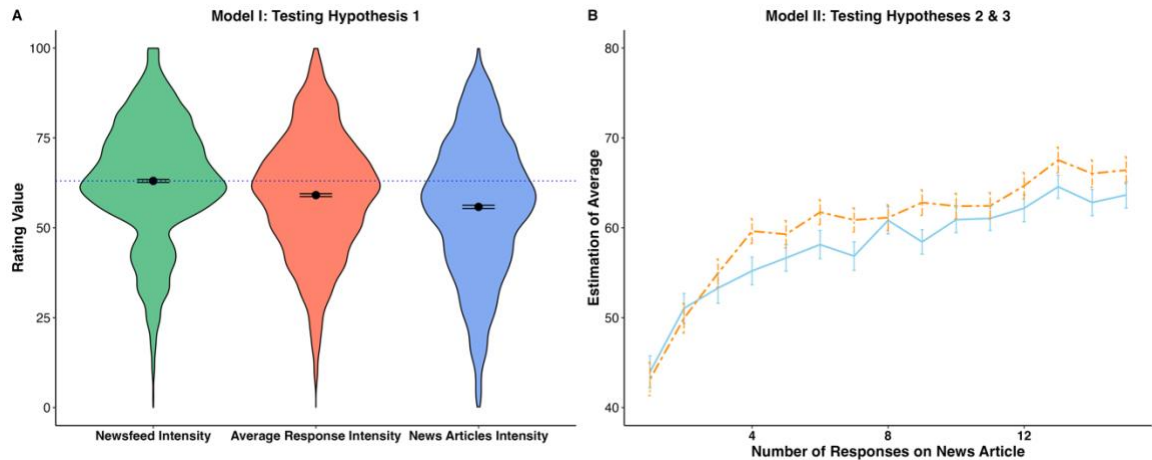 A
Model I: Testing Hypothesis 1
Rating Value
100
75
50
25
0
Newsfeed Intensity
Average Response Intensity
News Articles Intensity
B
Model II: Testing Hypotheses 2 & 3
Estimation of Average
80
70
60
50
40
4
8
12
Number of Responses on News Article